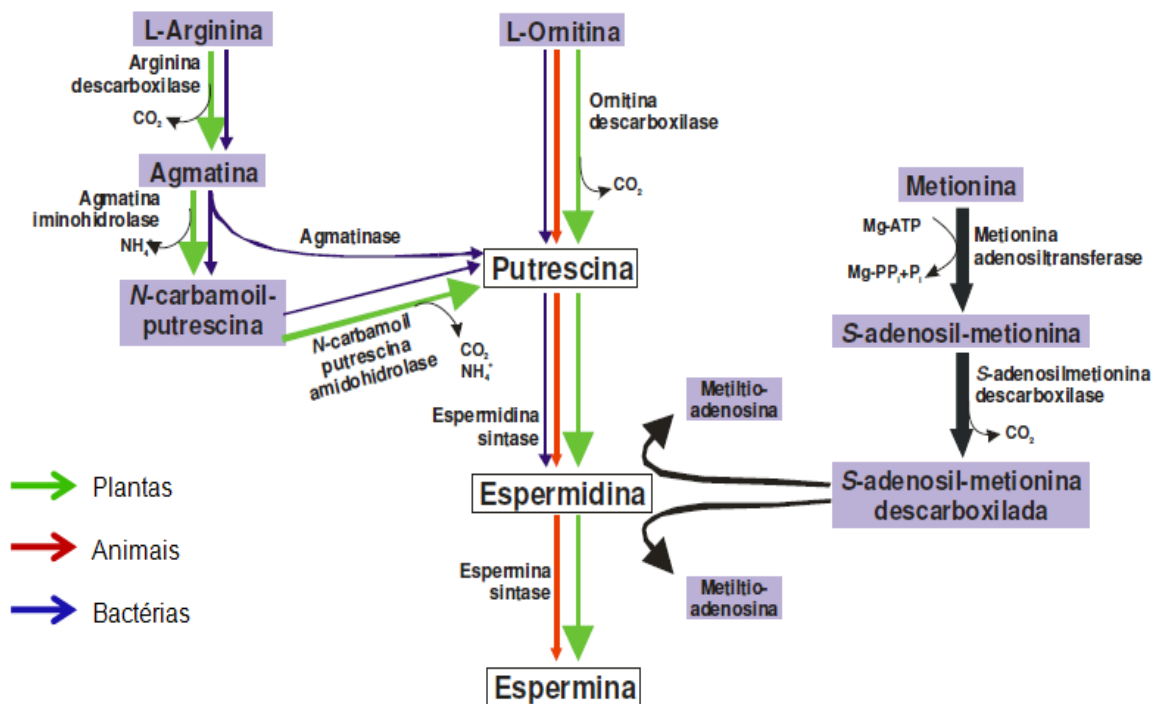 L-Arginina
Arginina
descarboxilase
CO₂
Agmatina
Agmatina
iminohidrolase
NH₄⁺
Agmatinase
N-carbamoil-
putrescina
N-carbamoil
putrescina
amidohidrolase
CO₂
NH₄⁺
L-Ornitina
Ornitina
descarboxilase
CO₂
Putrescina
Espermidina
sintase
Espermidina
Espermina
sintase
Espermina
Metiltio-
adenosina
Metiltio-
adenosina
Metionina
Mg-ATP
Metionina
adenosiltransferase
Mg-PPᵢ+Pᵢ
S-adenosil-metionina
S-adenosilmetionina
descarboxilase
CO₂
S-adenosil-metionina
descarboxilada
Plantas
Animais
Bactérias